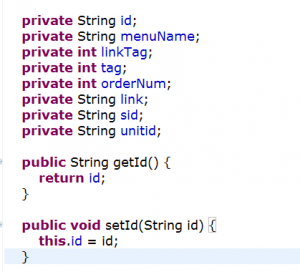 private String id;
private String menuName;
private int linkTag;
private int tag;
private int orderNum;
private String link;
private String sid;
private String unitid;
public String getId() {
return id;
}
public void setId(String id) {
this.id = id;
}